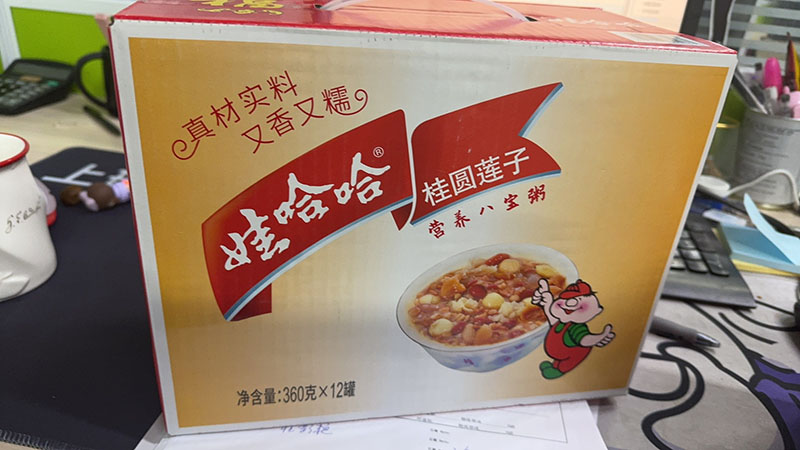 真材实料
又香又糯
娃哈哈®
桂圆莲子
营养八宝粥
净含量:360克×12罐